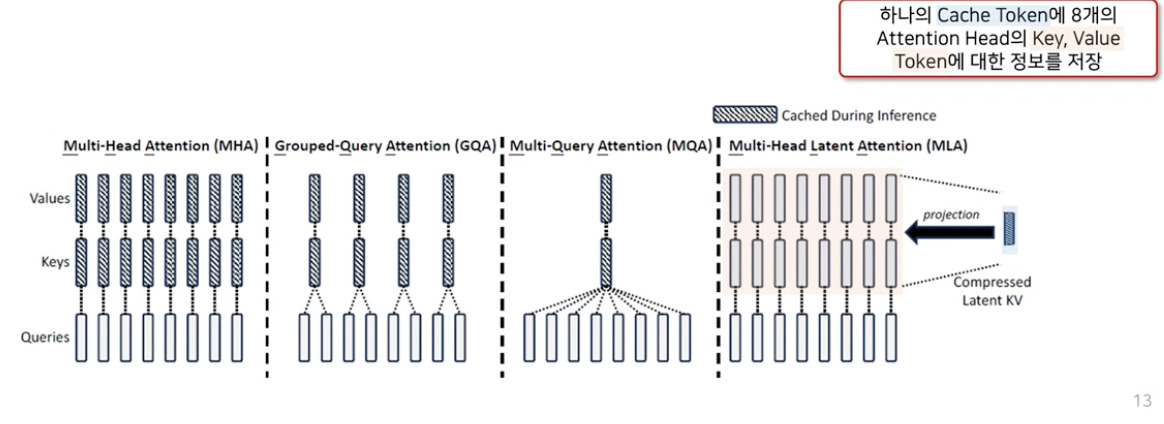 하나의 Cache Token에 8개의
Attention Head의 Key, Value
Token에 대한 정보를 저장
Cached During Inference
Multi-Head Attention (MHA)
Grouped-Query Attention (GQA)
Multi-Query Attention (MQA)
Multi-Head Latent Attention (MLA)
Values
Keys
Queries
projection
Compressed
Latent KV
13